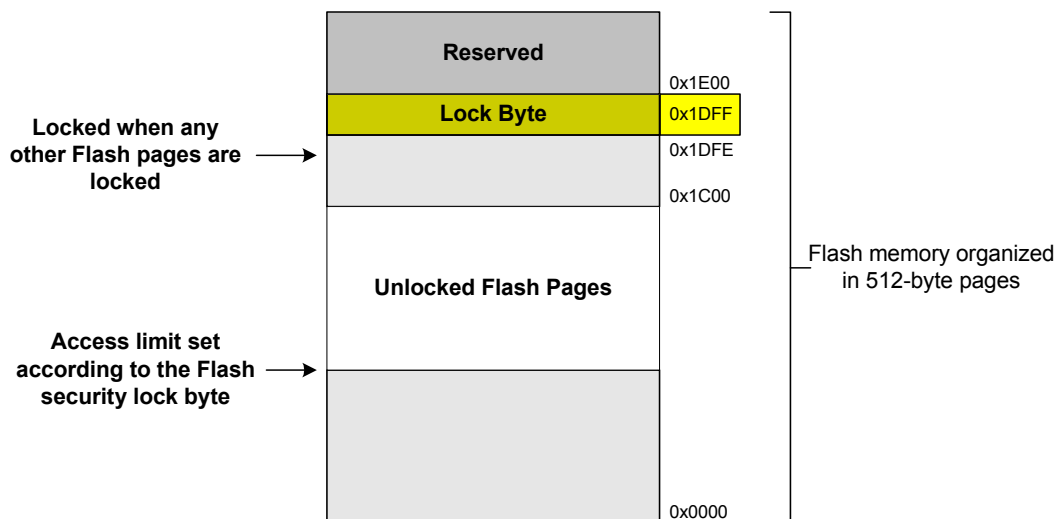 Reserved
0x1E00
Lock Byte
0x1DFF
Locked when any
other Flash pages are
locked
0x1DFE
0x1C00
Flash memory organized
in 512-byte pages
Unlocked Flash Pages
Access limit set
according to the Flash
security lock byte
0x0000